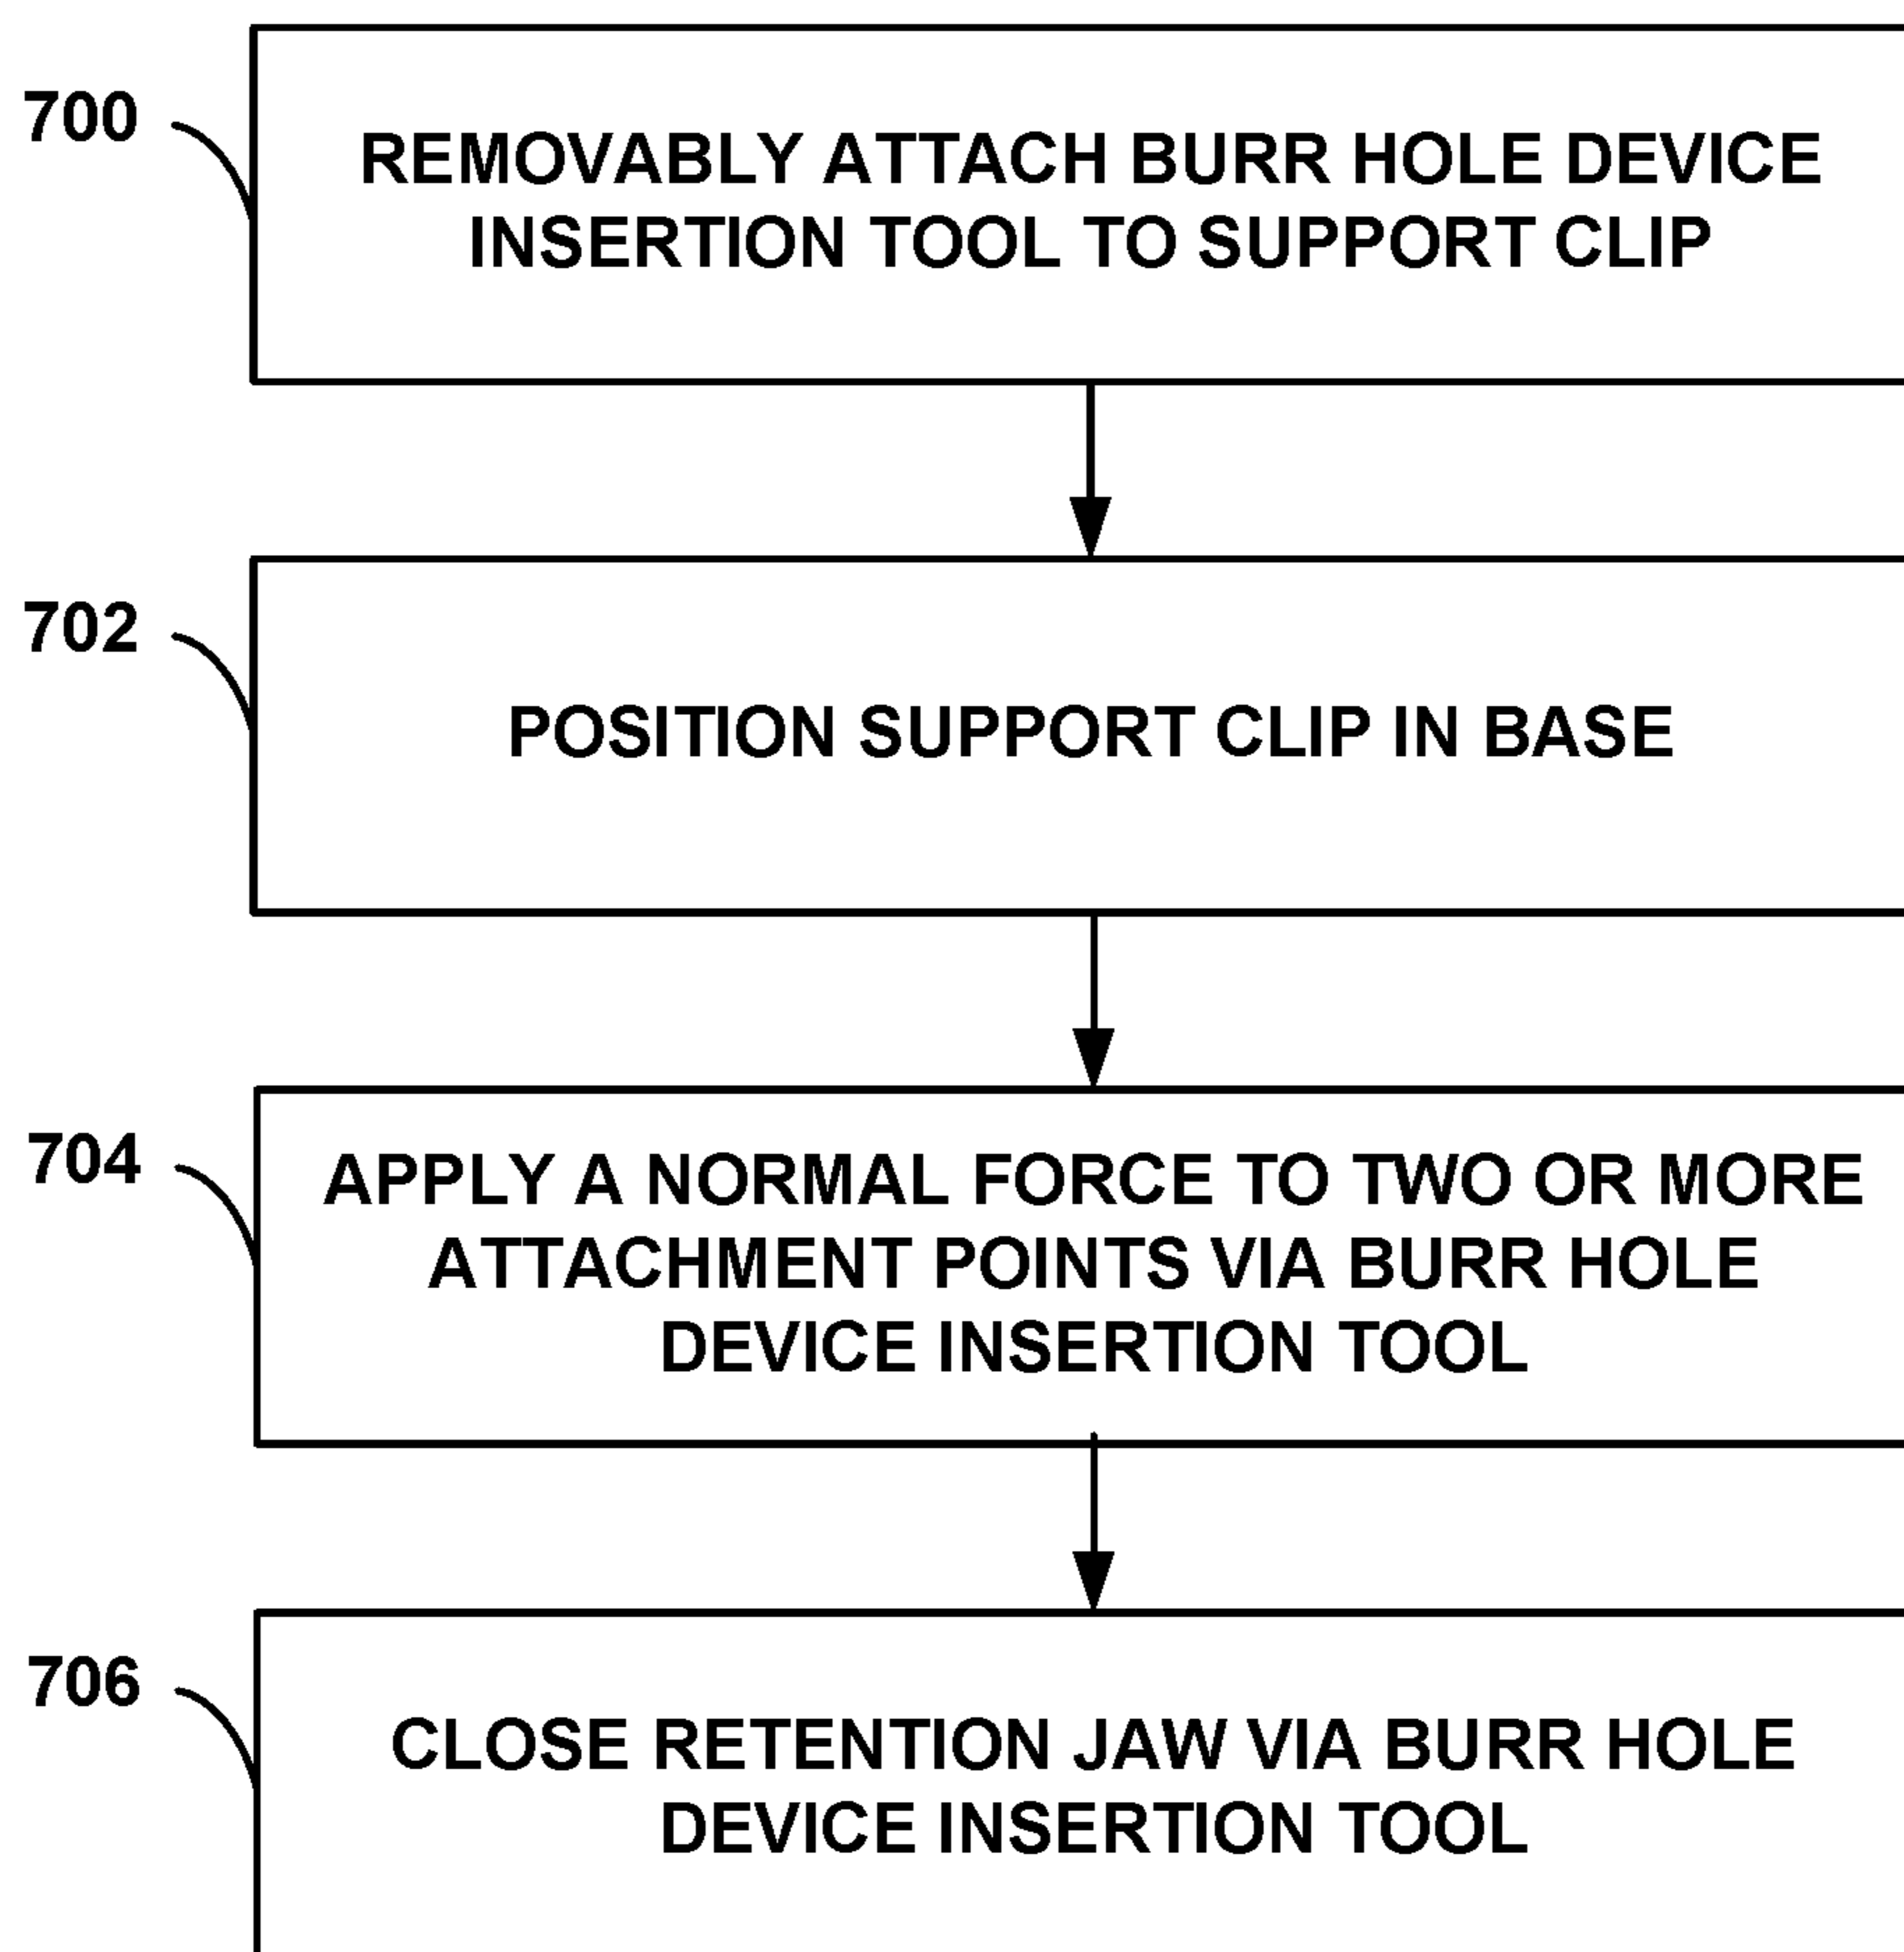 700
REMOVABLY ATTACH BURR HOLE DEVICE
INSERTION TOOL TO SUPPORT CLIP
702
POSITION SUPPORT CLIP IN BASE
704
APPLY A NORMAL FORCE TO TWO OR MORE
ATTACHMENT POINTS VIA BURR HOLE
DEVICE INSERTION TOOL
706
CLOSE RETENTION JAW VIA BURR HOLE
DEVICE INSERTION TOOL